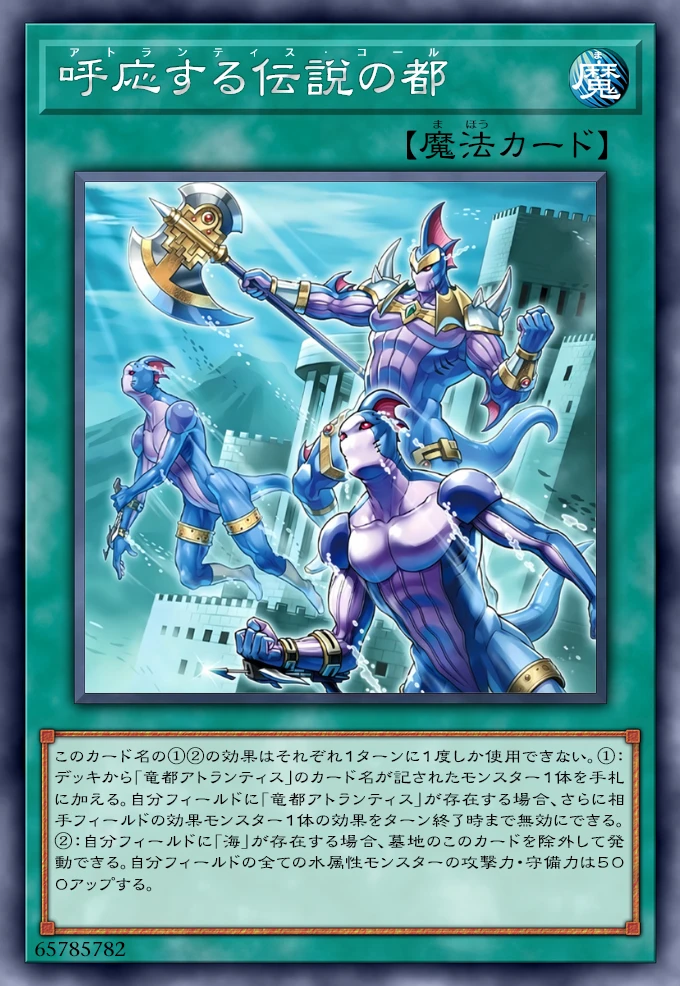 アトランティス・コール
呼応する伝説の都
ま
魔
ま ほう
【魔法カード】
このカード名の①②の効果はそれぞれ1ターンに1度しか使用できない。①:
デッキから「竜都アトランティス」のカード名が記されたモンスター1体を手札
に加える。自分フィールドに「竜都アトランティス」が存在する場合、さらに相
手フィールドの効果モンスター1体の効果をターン終了時まで無効にできる。
②:自分フィールドに「海」が存在する場合、墓地のこのカードを除外して発
動できる。自分フィールドの全ての水属性モンスターの攻撃力・守備力は50
0アップする。
65785782